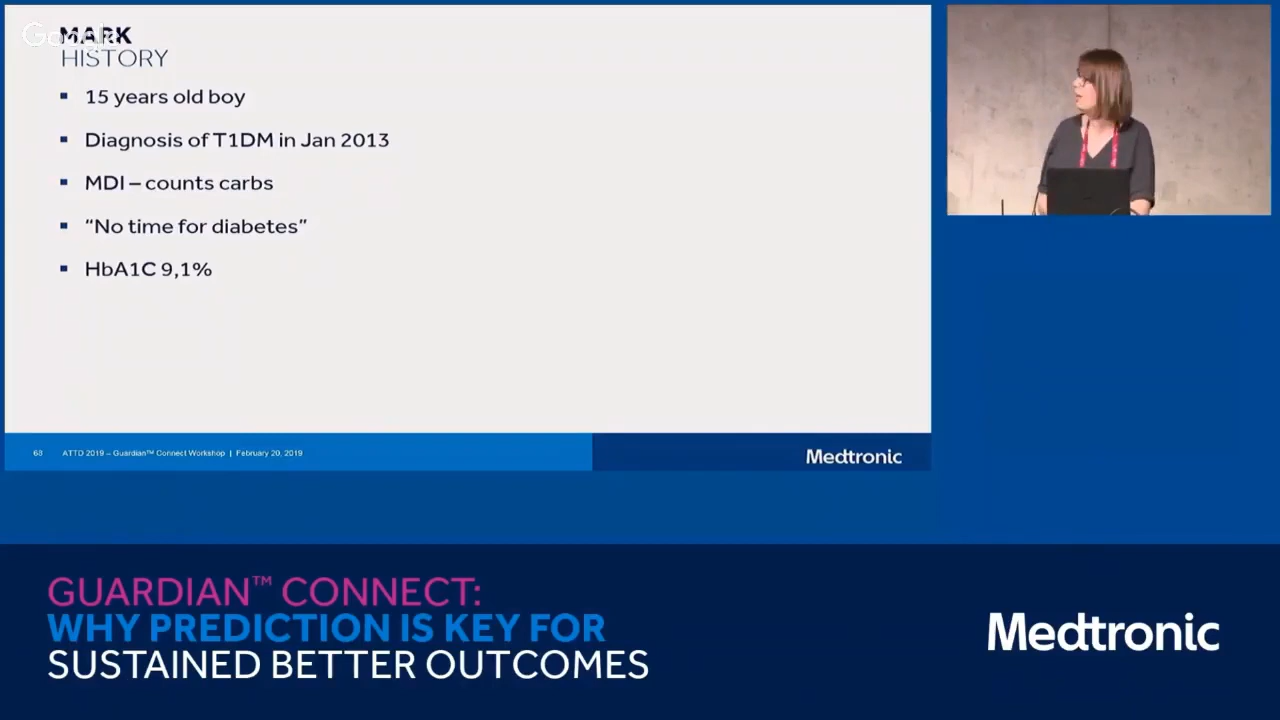 Google
MARK
HISTORY
▪ 15 years old boy
▪ Diagnosis of T1DM in Jan 2013
▪ MDI – counts carbs
▪ “No time for diabetes”
▪ HbA1C 9,1%
68 ATTD 2019 – Guardian™ Connect Workshop | February 20, 2019
Medtronic
GUARDIAN™ CONNECT:
WHY PREDICTION IS KEY FOR
SUSTAINED BETTER OUTCOMES
Medtronic